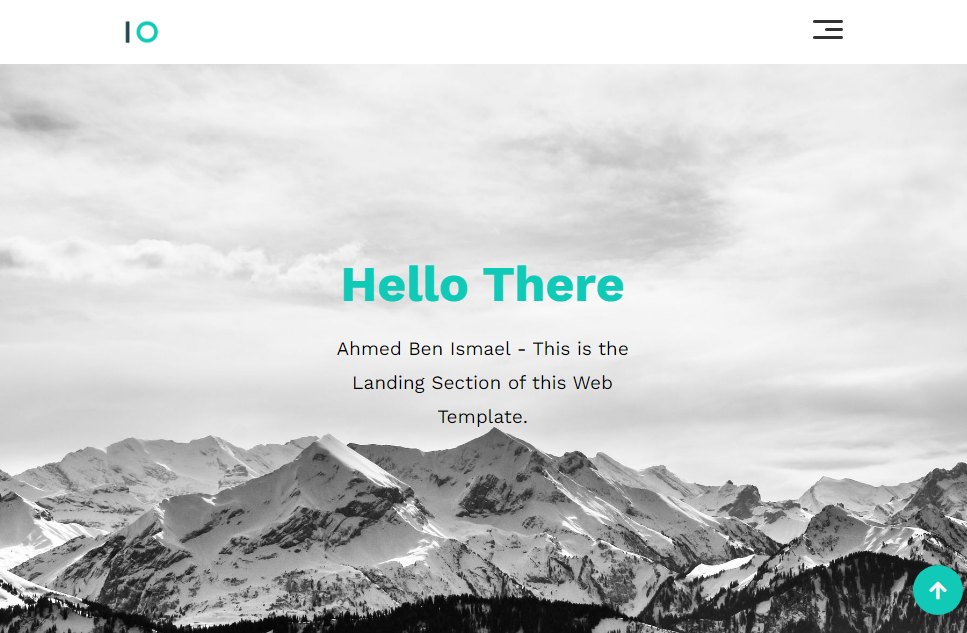 IO
Hello There
Ahmed Ben Ismael - This is the
Landing Section of this Web
Template.